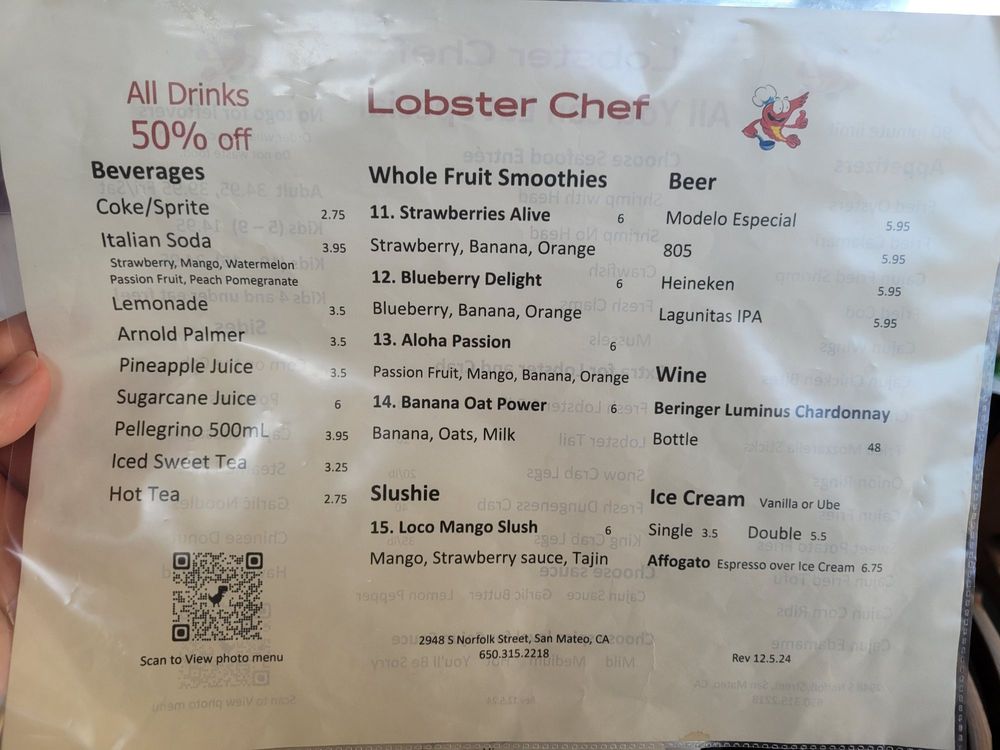 All Drinks
50% off
Lobster Chef
Beverages
Coke/Sprite 2.75
Italian Soda 3.95
Strawberry, Mango, Watermelon
Passion Fruit, Peach Pomegranate
Lemonade 3.5
Arnold Palmer 3.5
Pineapple Juice 3.5
Sugarcane Juice 6
Pellegrino 500mL 3.95
Iced Sweet Tea 3.25
Hot Tea 2.75
Scan to View photo menu
Whole Fruit Smoothies
11. Strawberries Alive 6
Strawberry, Banana, Orange
12. Blueberry Delight 6
Blueberry, Banana, Orange
13. Aloha Passion 6
Passion Fruit, Mango, Banana, Orange
14. Banana Oat Power 6
Banana, Oats, Milk
Slushie
15. Loco Mango Slush 6
Mango, Strawberry sauce, Tajin
Beer
Modelo Especial 5.95
805 5.95
Heineken 5.95
Lagunitas IPA 5.95
Wine
Beringer Luminus Chardonnay
Bottle 48
Ice Cream Vanilla or Ube
Single 3.5 Double 5.5
Affogato Espresso over Ice Cream 6.75
2948 S Norfolk Street, San Mateo, CA
650.315.2218
Rev 12.5.24